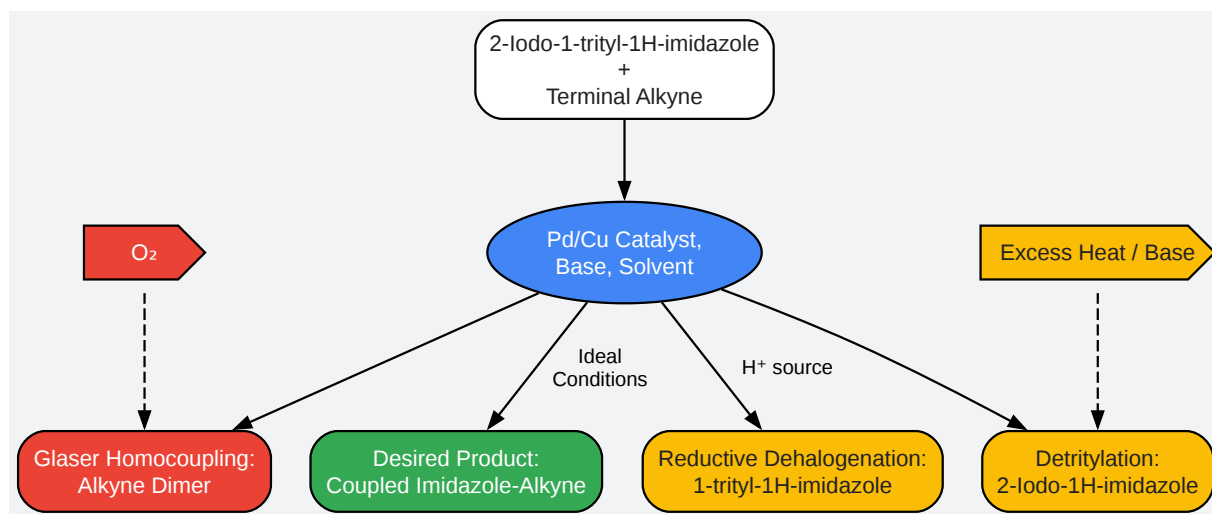 2-Iodo-1-trityl-1H-imidazole
+
Terminal Alkyne
O₂
Pd/Cu Catalyst,
Base, Solvent
Excess Heat / Base
Ideal
Conditions
H⁺ source
Glaser Homocoupling:
Alkyne Dimer
Desired Product:
Coupled Imidazole-Alkyne
Reductive Dehalogenation:
1-trityl-1H-imidazole
Detritylation:
2-Iodo-1H-imidazole